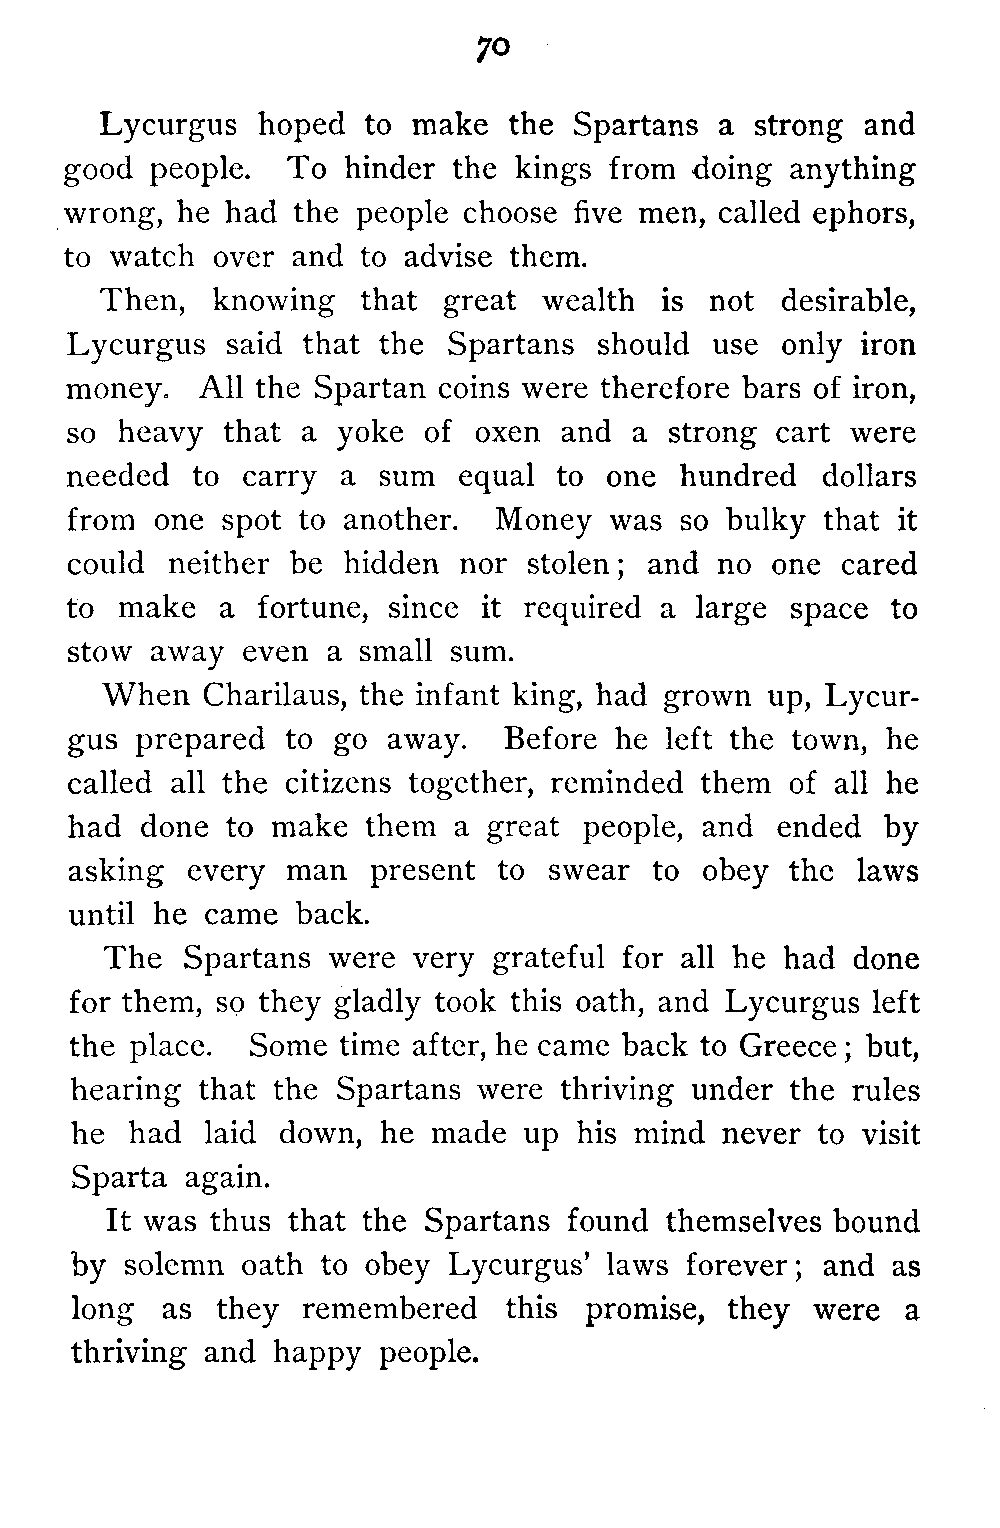 70
Lycurgus hoped to make the Spartans a strong and
good people. To hinder the kings from doing anything
wrong, he had the people choose five men, called ephors,
to watch over and to advise them.
Then, knowing that great wealth is not desirable,
Lycurgus said that the Spartans should use only iron
money. All the Spartan coins were therefore bars of iron,
so heavy that a yoke of oxen and a strong cart were
needed to carry a sum equal to one hundred dollars
from one spot to another. Money was so bulky that it
could neither be hidden nor stolen; and no one cared
to make a fortune, since it required a large space to
stow away even a small sum.
When Charilaus, the infant king, had grown up, Lycur-
gus prepared to go away. Before he left the town, he
called all the citizens together, reminded them of all he
had done to make them a great people, and ended by
asking every man present to swear to obey the laws
until he came back.
The Spartans were very grateful for all he had done
for them, so they gladly took this oath, and Lycurgus left
the place. Some time after, he came back to Greece; but,
hearing that the Spartans were thriving under the rules
he had laid down, he made up his mind never to visit
Sparta again.
It was thus that the Spartans found themselves bound
by solemn oath to obey Lycurgus' laws forever; and as
long as they remembered this promise, they were a
thriving and happy people.